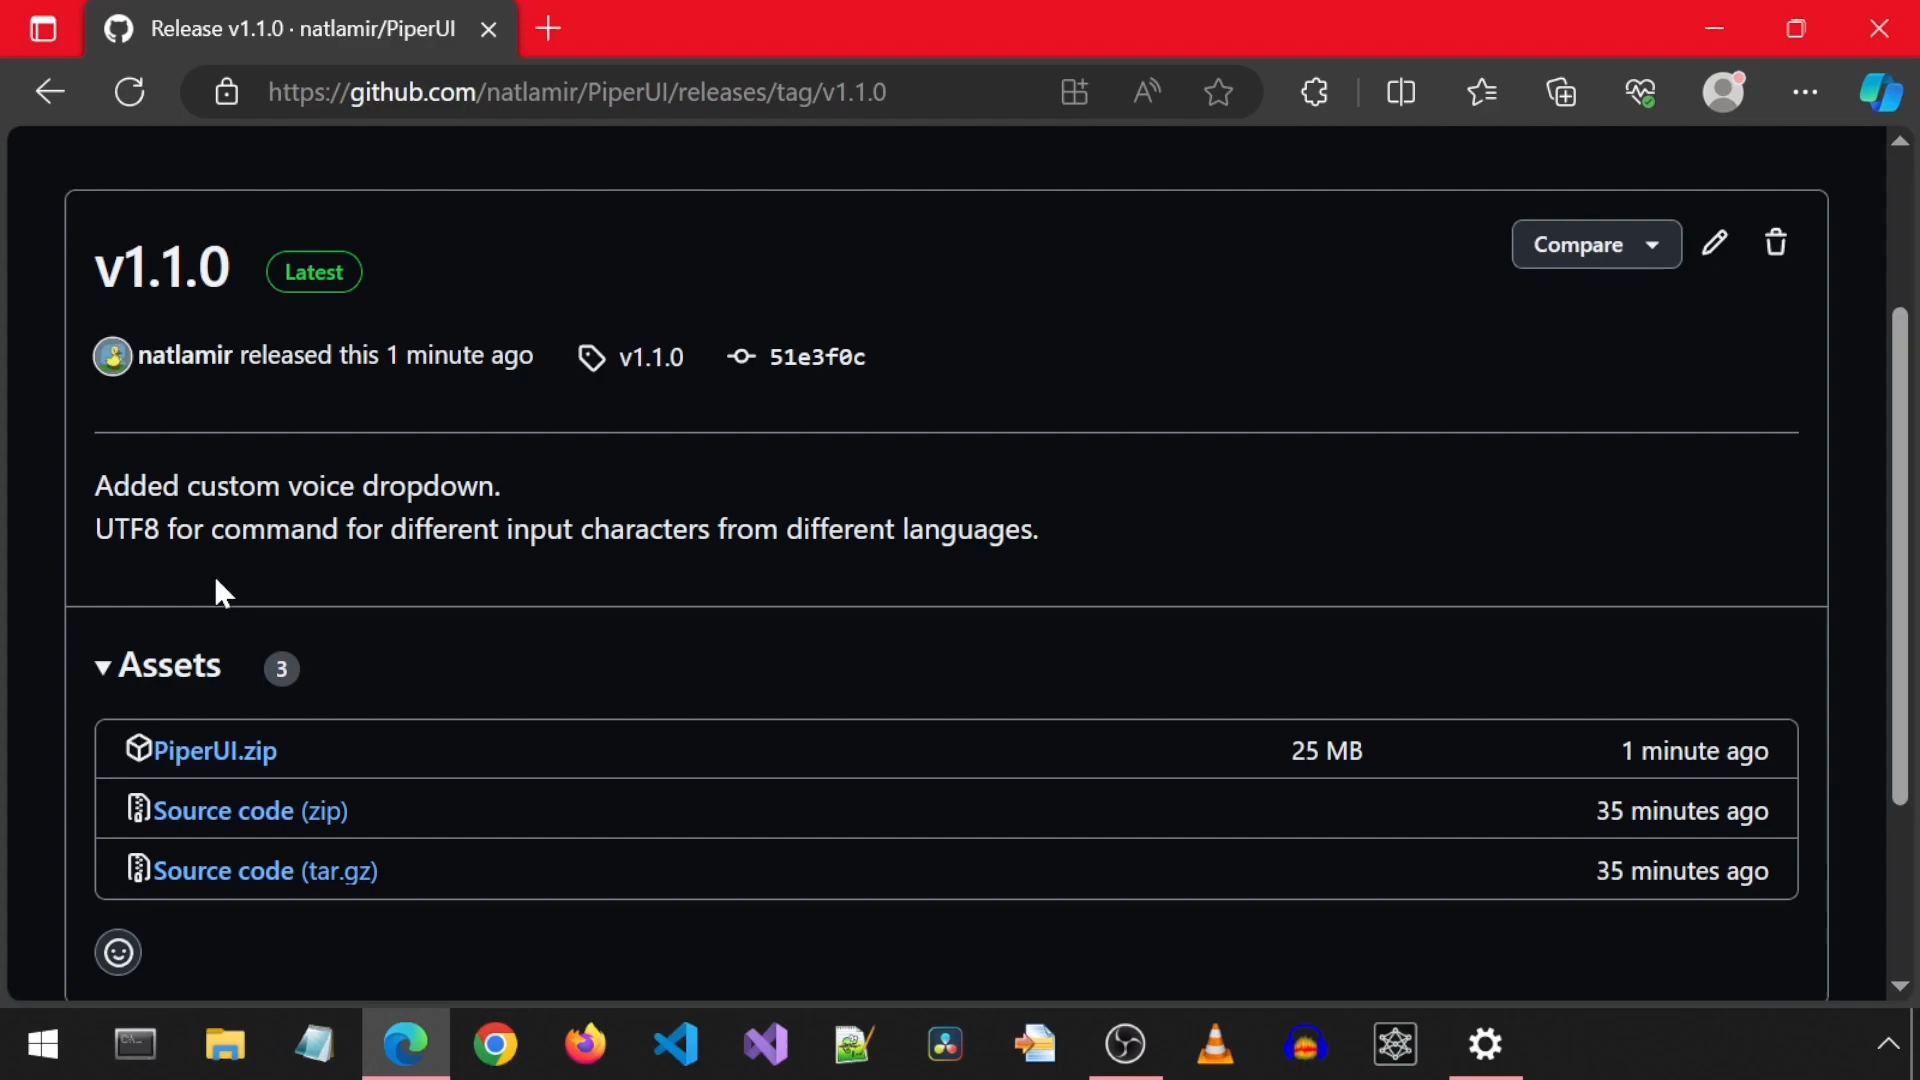 Release v1.1.0 · natlamir/PiperUI
https://github.com/natlamir/PiperUI/releases/tag/v1.1.0
v1.1.0 Latest
Compare
natlamir released this 1 minute ago v1.1.0 51e3f0c
Added custom voice dropdown.
UTF8 for command for different input characters from different languages.
Assets 3
PiperUI.zip 25 MB 1 minute ago
Source code (zip) 35 minutes ago
Source code (tar.gz) 35 minutes ago